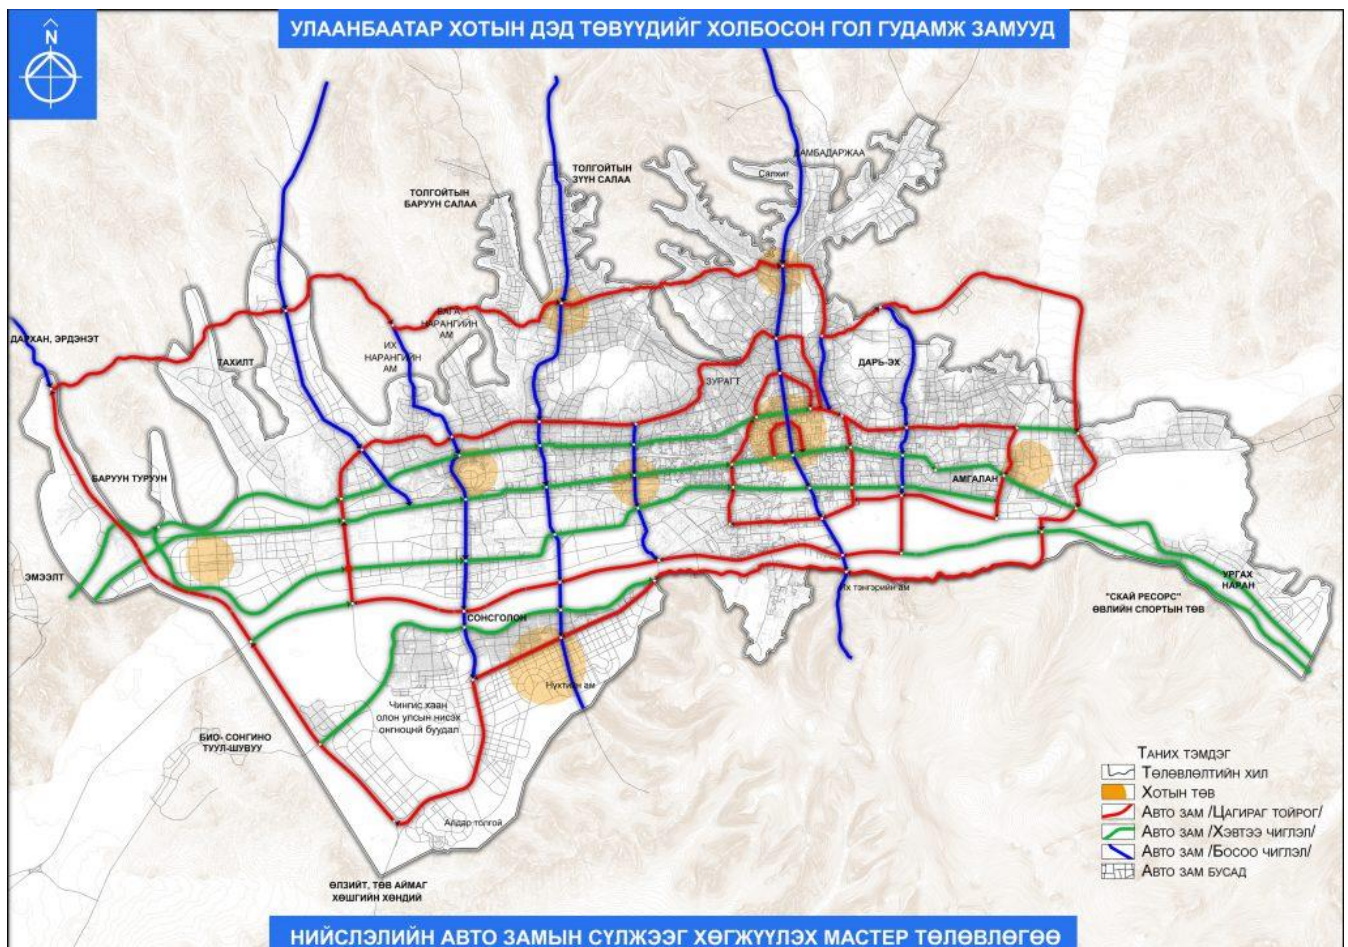 УЛААНБААТАР ХОТЫН ДЭД ТӨВҮҮДИЙГ ХОЛБОСОН ГОЛ ГУДАМЖ ЗАМУУД
N
ДАМБАДАРЖАА
Салхит
ТОЛГОЙТЫН
ЗҮҮН САЛАА
ТОЛГОЙТЫН
БАРУУН САЛАА
БАГА
НАРАНГИЙН
АМ
ДАРХАН, ЭРДЭНЭТ
ТАХИЛТ
ИХ
НАРАНГИЙН
АМ
ДАРЬ-ЭХ
ЗУРАГТ
БАРУУН ТУРУУН
АМГАЛАН
ЭМЭЭЛТ
УРГАХ
НАРАН
Их тэнгэрийн ам
"СКАЙ РЕСОРС"
ӨВЛИЙН СПОРТЫН ТӨВ
СОНСГОЛОН
Нүхтийн ам
Чингис хаан
олон улсын нисэх
онгоцны буудал
БИО- СОНГИНО
ТУУЛ-ШУВУУ
Алдар толгой
ӨЛЗИЙТ, ТӨВ АЙМАГ
ХӨШГИЙН ХӨНДИЙ
Таних тэмдэг
Төлөвлөлтийн хил
Хотын төв
Авто зам /Цагираг тойрог/
Авто зам /Хэвтээ чиглэл/
Авто зам /Босоо чиглэл/
Авто зам бусад
НИЙСЛЭЛИЙН АВТО ЗАМЫН СҮЛЖЭЭГ ХӨГЖҮҮЛЭХ МАСТЕР ТӨЛӨВЛӨГӨӨ